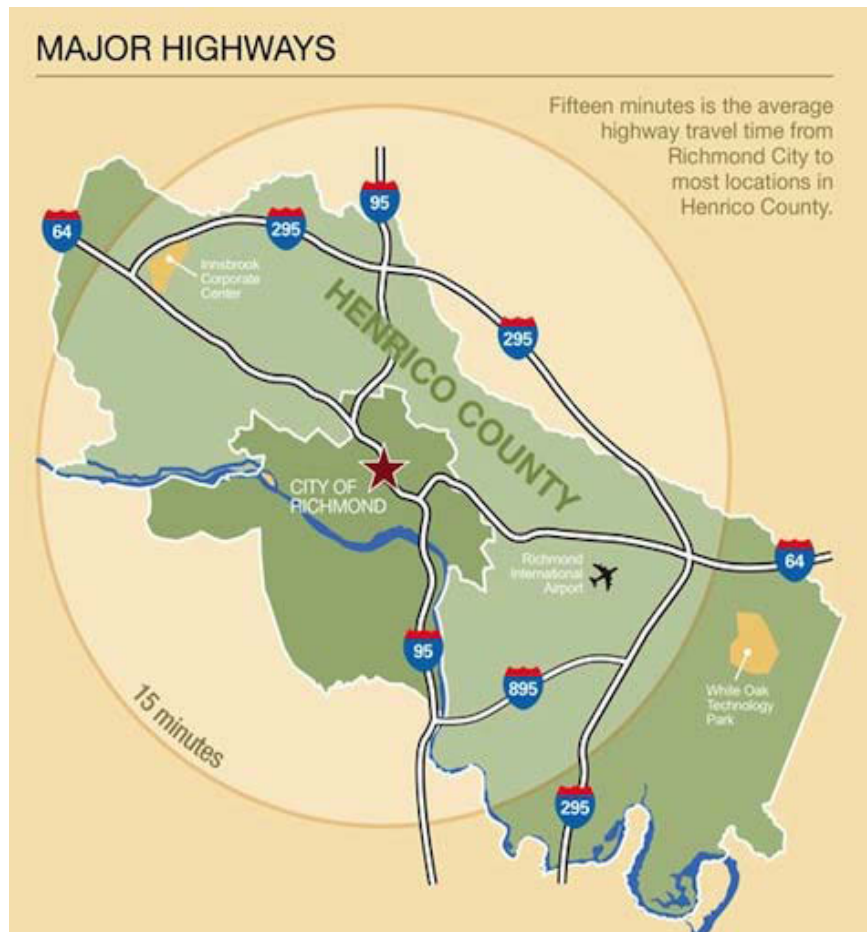 MAJOR HIGHWAYS
Fifteen minutes is the average
highway travel time from
Richmond City to
most locations in
Henrico County.
95
64
295
Innsbrook
Corporate
Center
295
HENRICO COUNTY
CITY OF
RICHMOND
Richmond
International
Airport
64
95
895
White Oak
Technology
Park
15 minutes
295